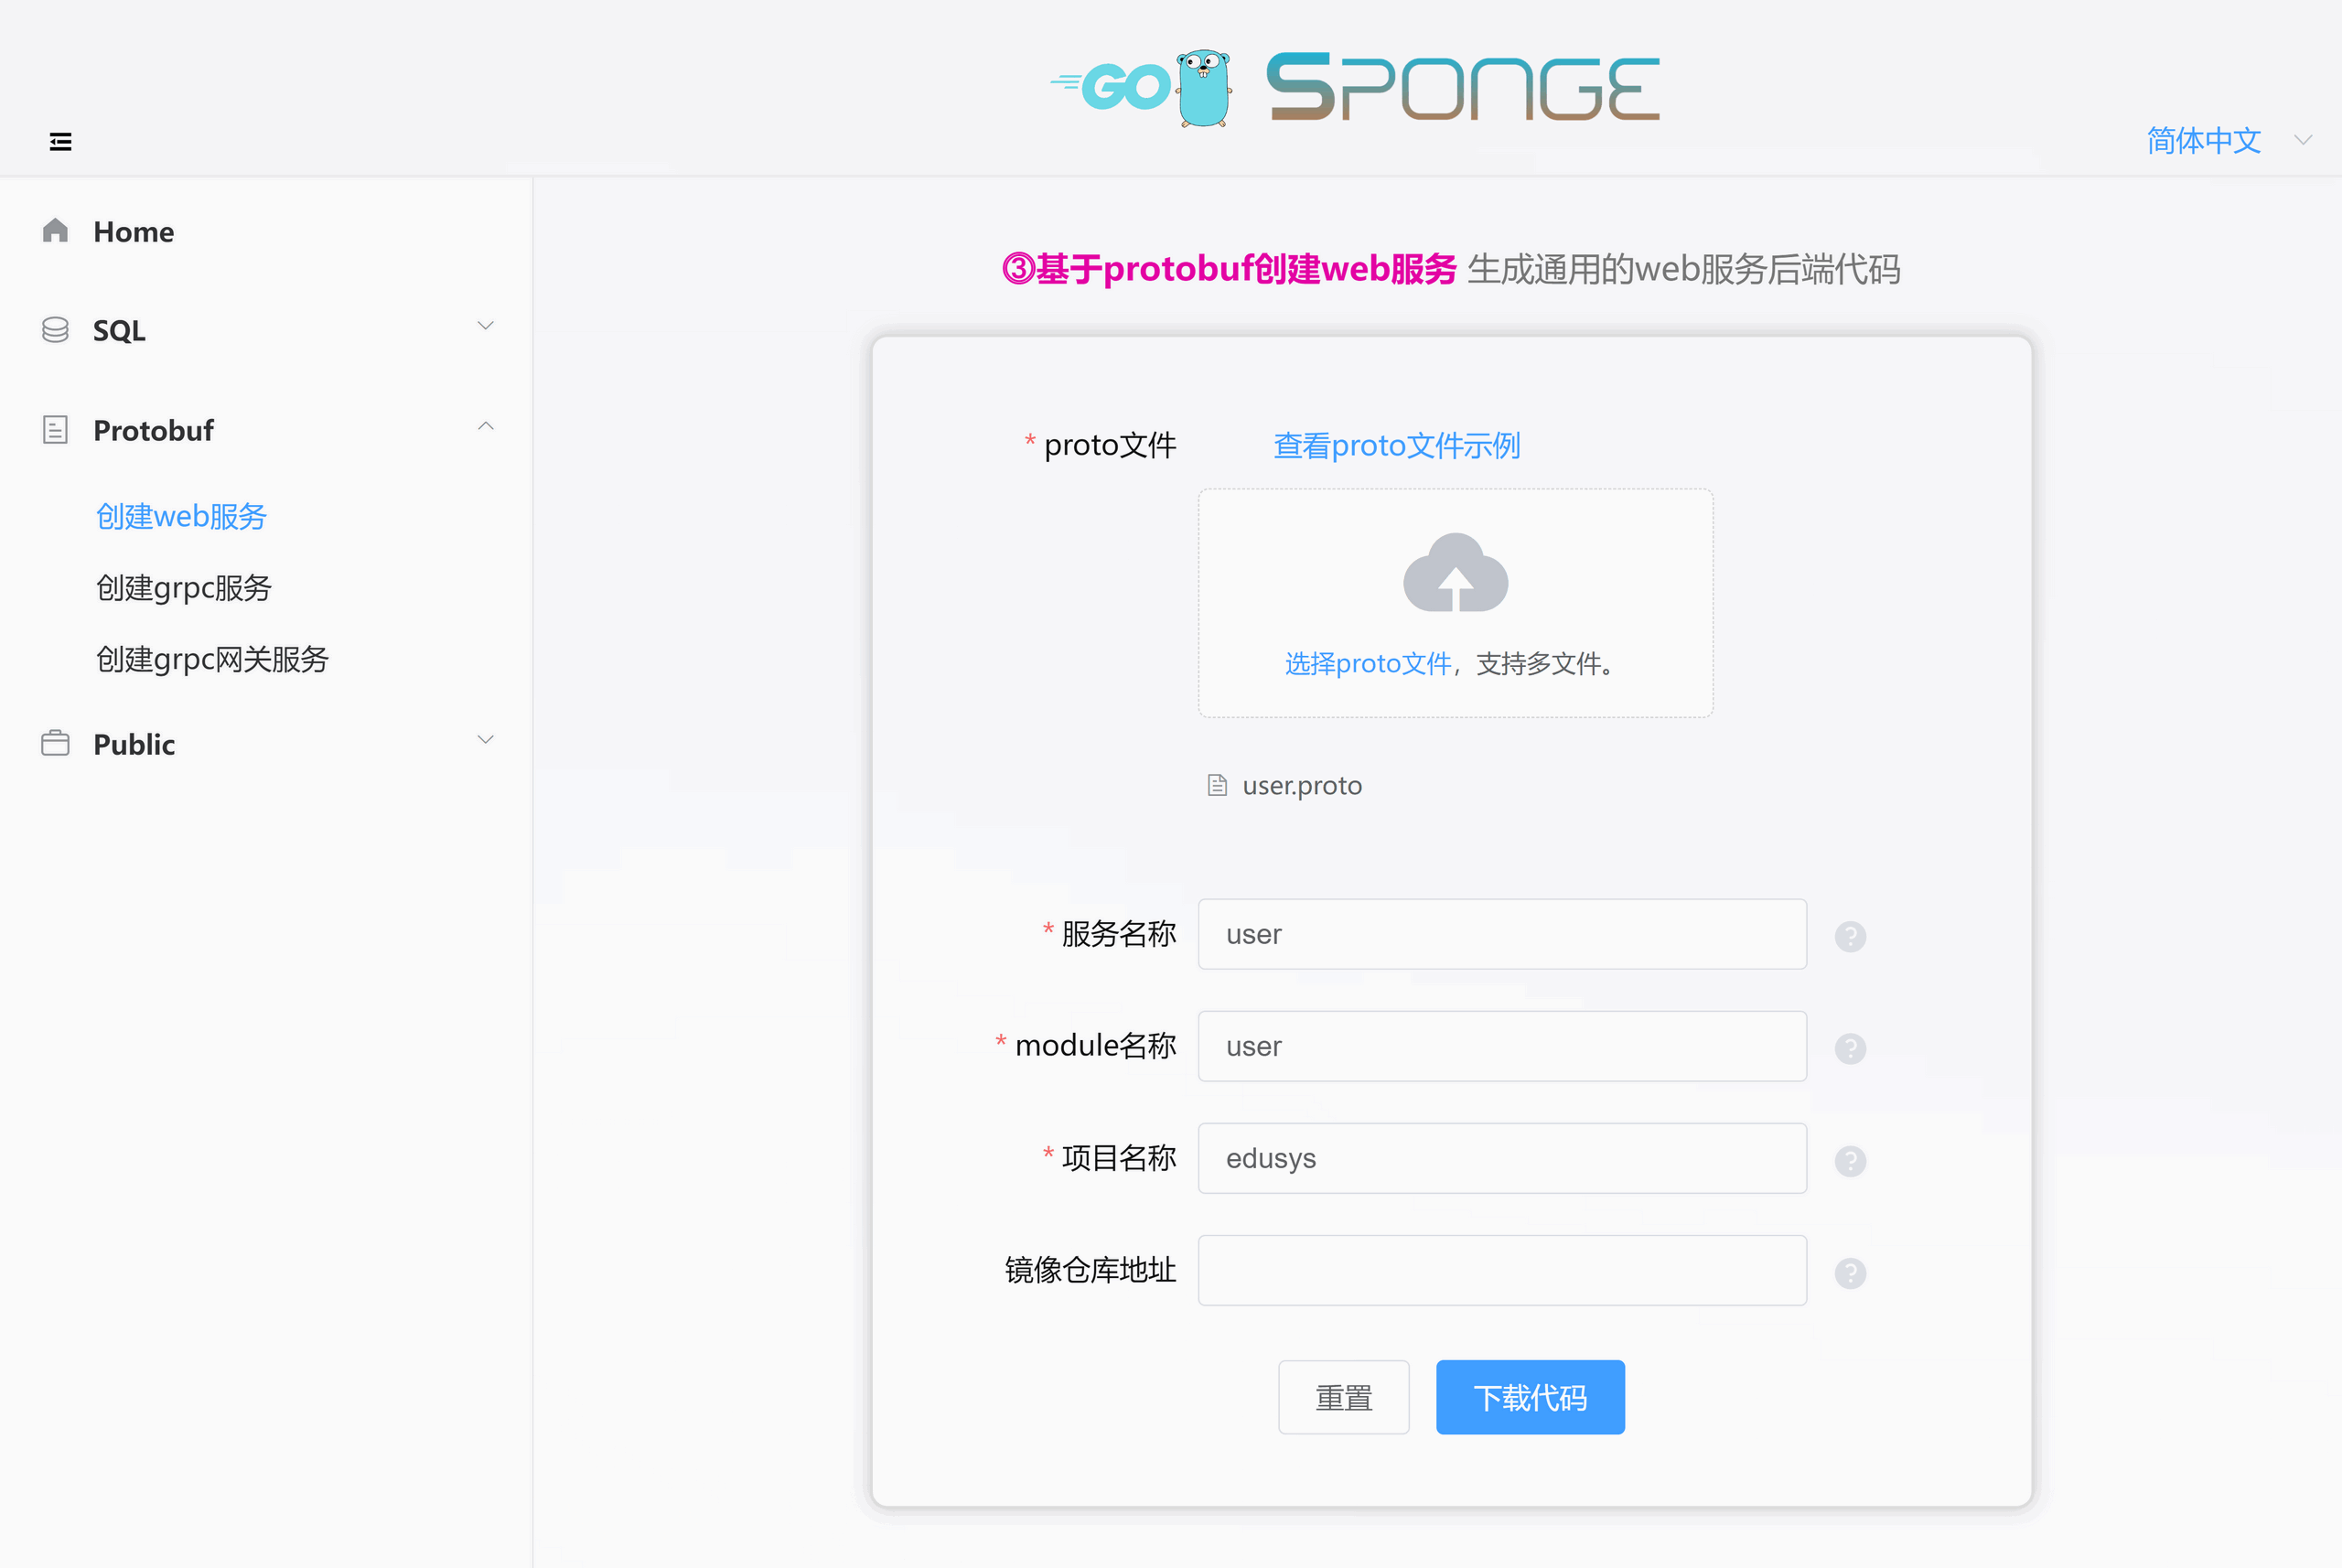 GO SPONGE
简体中文
Home
SQL
Protobuf
创建web服务
创建grpc服务
创建grpc网关服务
Public
③基于protobuf创建web服务 生成通用的web服务后端代码
* proto文件 查看proto文件示例
选择proto文件，支持多文件。
user.proto
* 服务名称 user ?
* module名称 user ?
* 项目名称 edusys ?
镜像仓库地址 ?
重置 下载代码